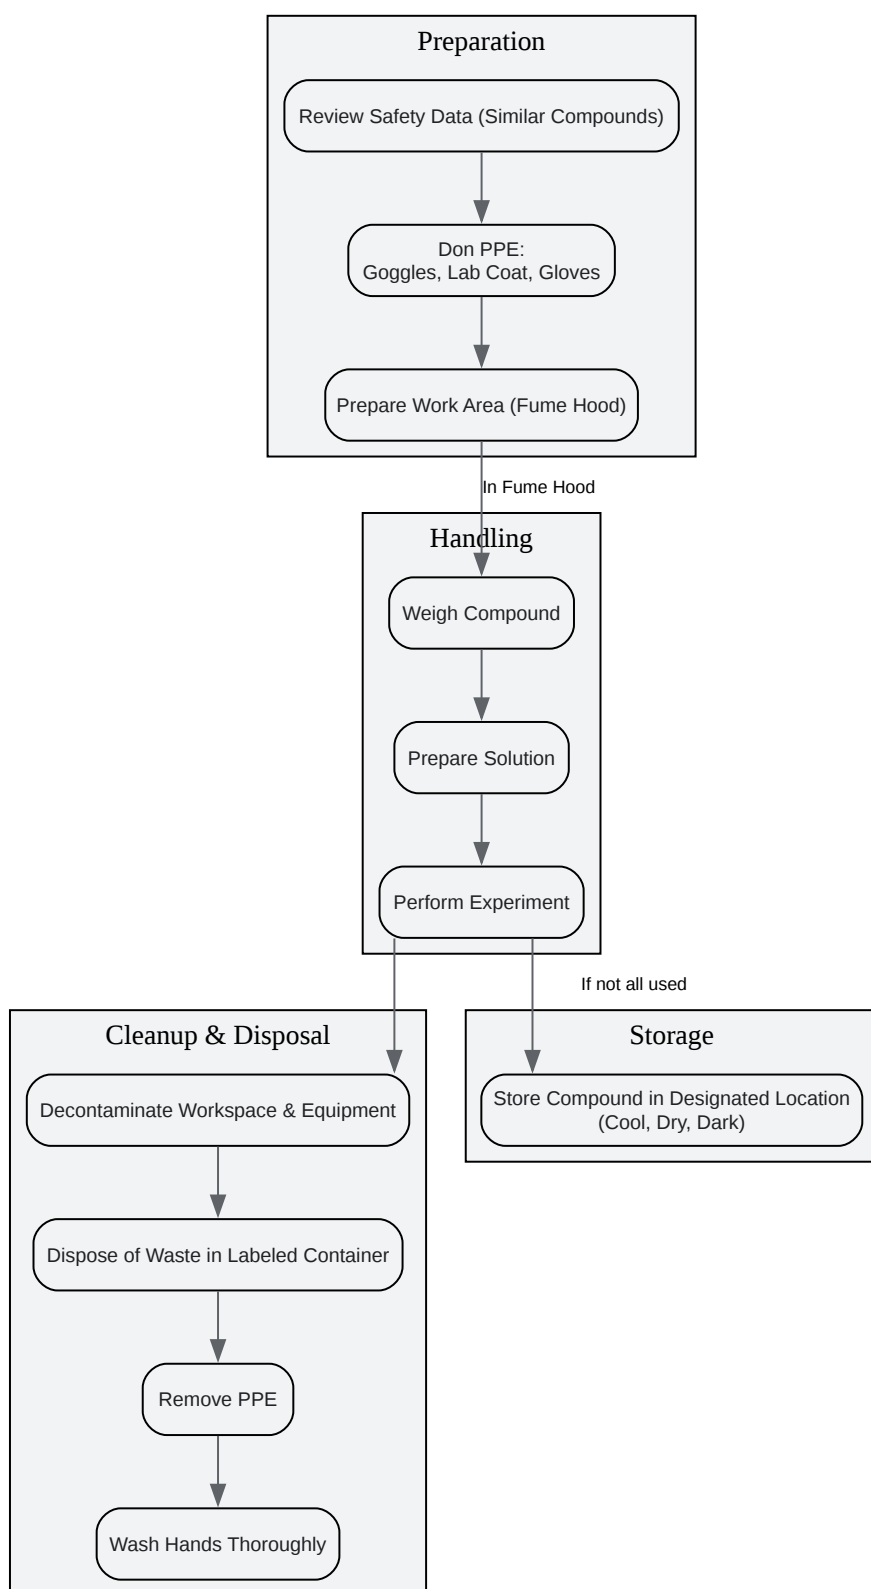 Preparation
Review Safety Data (Similar Compounds)
Don PPE:
Goggles, Lab Coat, Gloves
Prepare Work Area (Fume Hood)
In Fume Hood
Handling
Weigh Compound
Prepare Solution
Perform Experiment
If not all used
Cleanup & Disposal
Decontaminate Workspace & Equipment
Dispose of Waste in Labeled Container
Remove PPE
Wash Hands Thoroughly
Storage
Store Compound in Designated Location
(Cool, Dry, Dark)